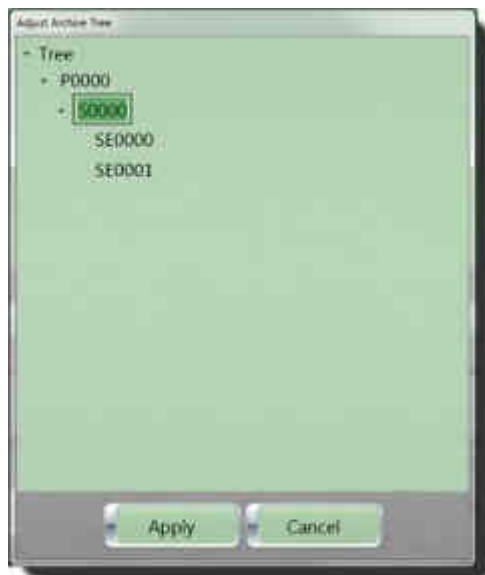 Adjust Archive Tree
Tree
P0000
S0000
SE0000
SE0001
Apply
Cancel